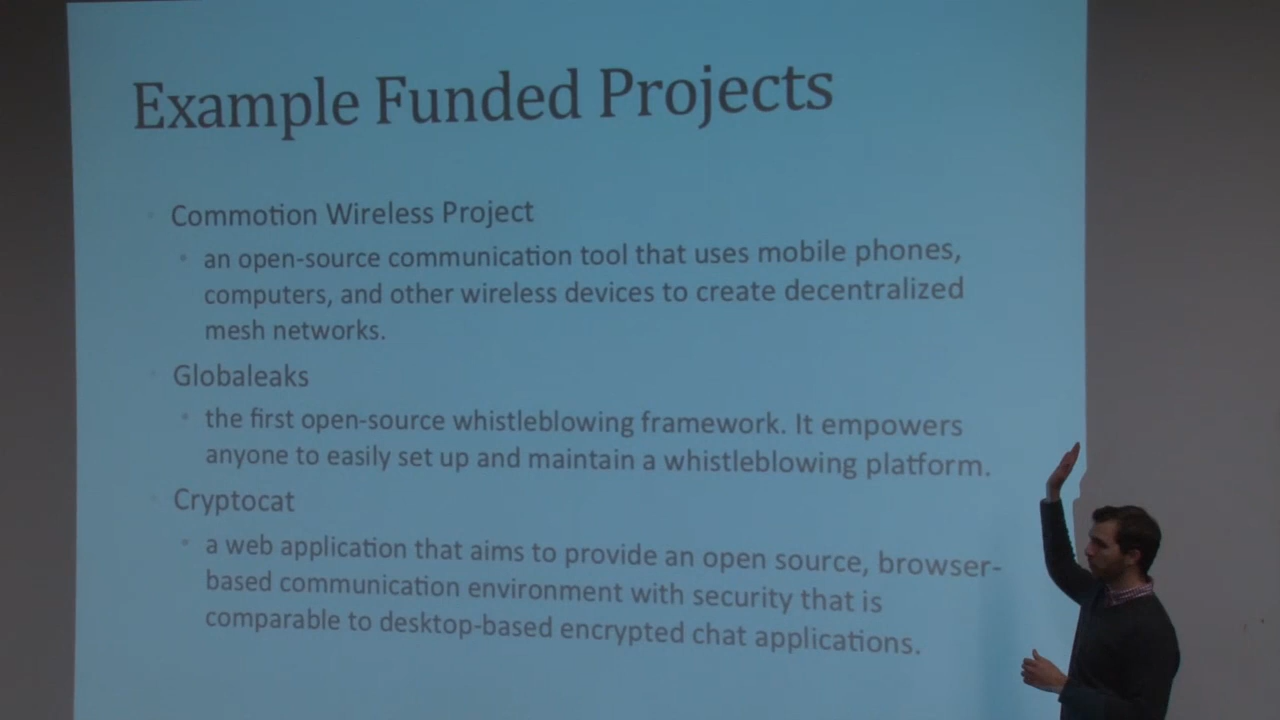 Example Funded Projects
Commotion Wireless Project
an open-source communication tool that uses mobile phones,
computers, and other wireless devices to create decentralized
mesh networks.
Globaleaks
the first open-source whistleblowing framework. It empowers
anyone to easily set up and maintain a whistleblowing platform.
Cryptocat
a web application that aims to provide an open source, browser-
based communication environment with security that is
comparable to desktop-based encrypted chat applications.